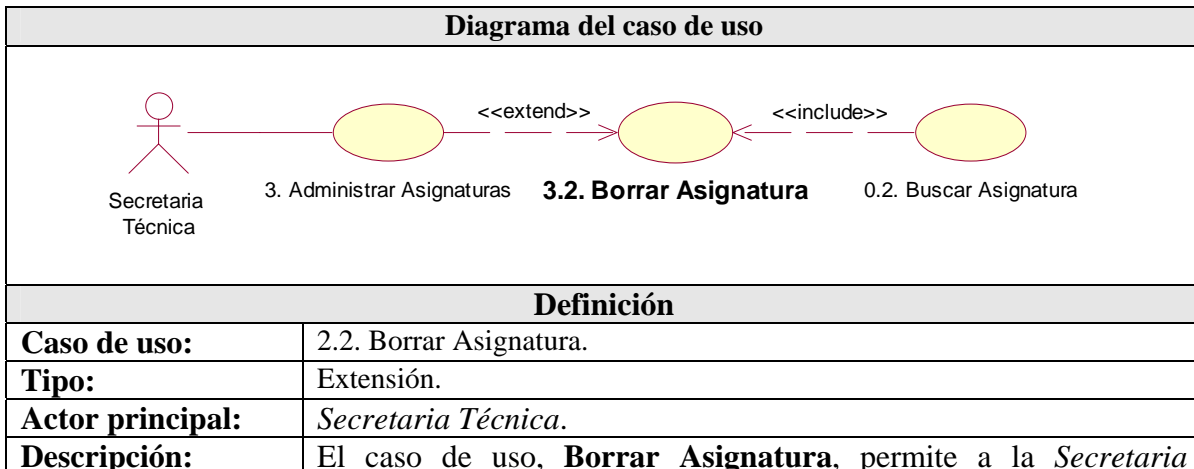 Diagrama del caso de uso
<<extend>>
<<include>>
Secretaria
Técnica
3. Administrar Asignaturas
3.2. Borrar Asignatura
0.2. Buscar Asignatura
Definición
Caso de uso: 2.2. Borrar Asignatura.
Tipo: Extensión.
Actor principal: Secretaria Técnica.
Descripción: El caso de uso, Borrar Asignatura, permite a la Secretaria